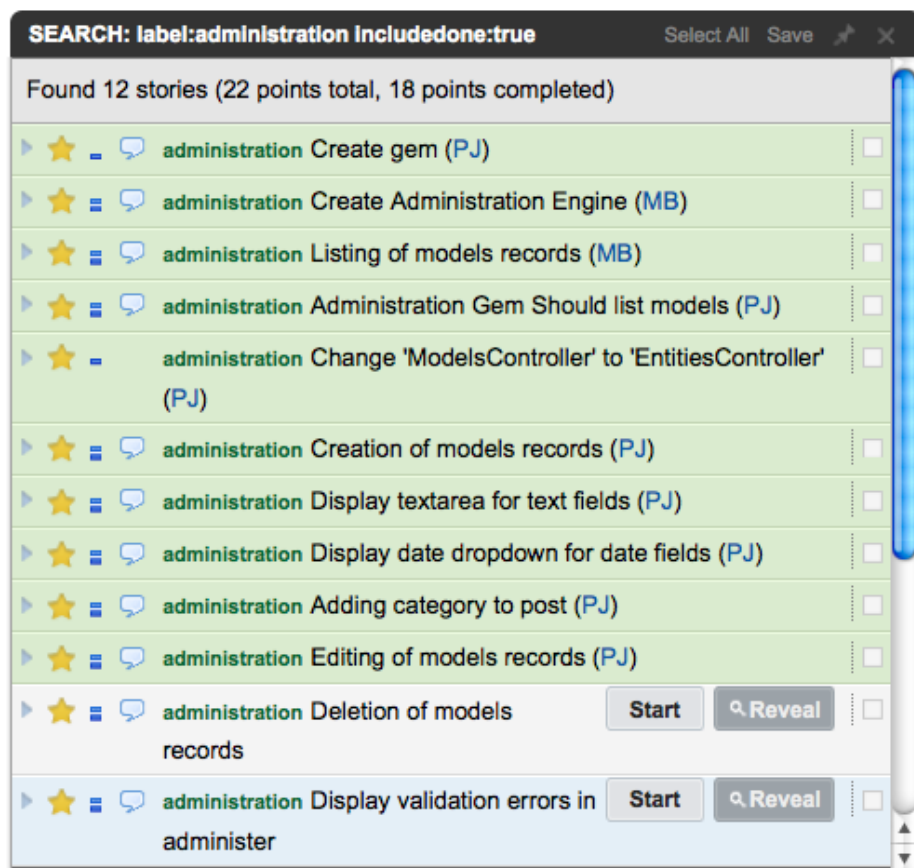 SEARCH: label:administration includedone:true Select All Save
Found 12 stories (22 points total, 18 points completed)
administration Create gem (PJ)
administration Create Administration Engine (MB)
administration Listing of models records (MB)
administration Administration Gem Should list models (PJ)
administration Change 'ModelsController' to 'EntitiesController'
(PJ)
administration Creation of models records (PJ)
administration Display textarea for text fields (PJ)
administration Display date dropdown for date fields (PJ)
administration Adding category to post (PJ)
administration Editing of models records (PJ)
administration Deletion of models Start Reveal
records
administration Display validation errors in Start Reveal
administer